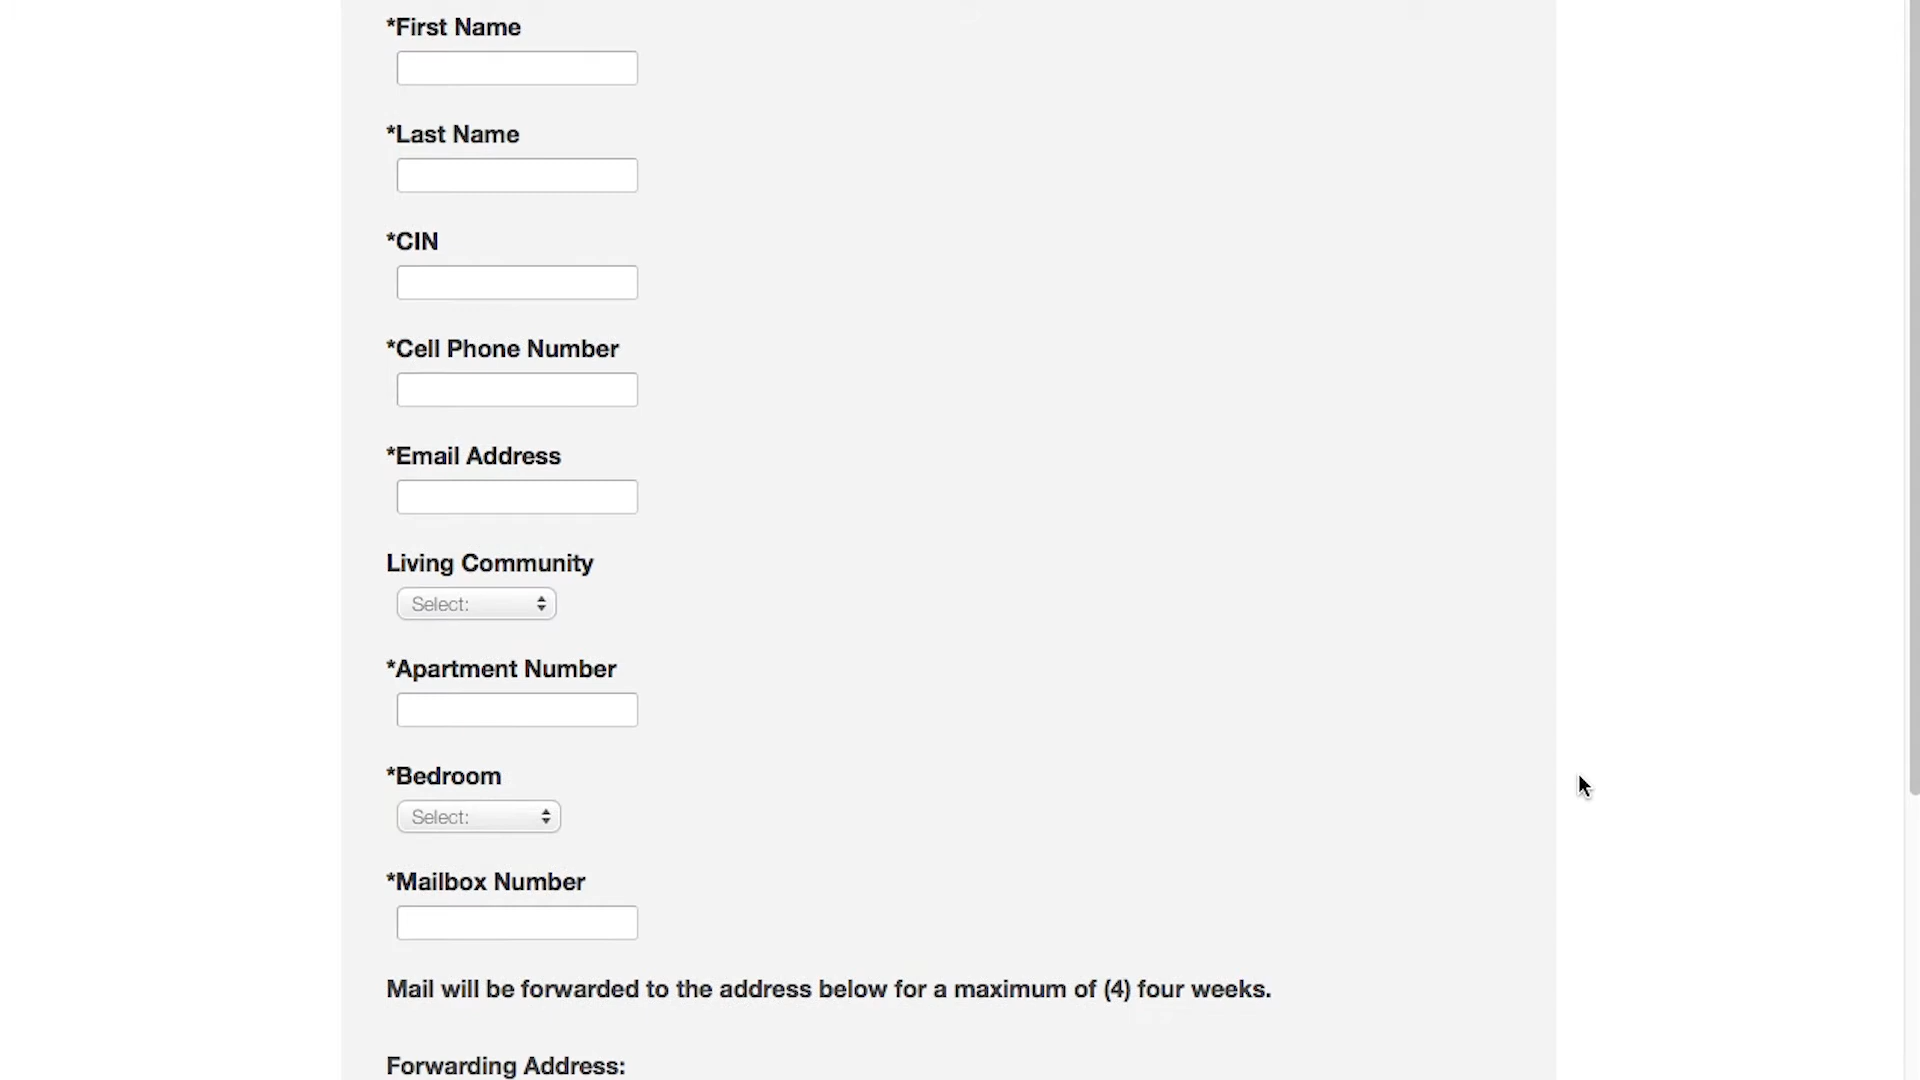 *First Name
*Last Name
*CIN
*Cell Phone Number
*Email Address
Living Community
Select:
*Apartment Number
*Bedroom
Select:
*Mailbox Number
Mail will be forwarded to the address below for a maximum of (4) four weeks.
Forwarding Address: